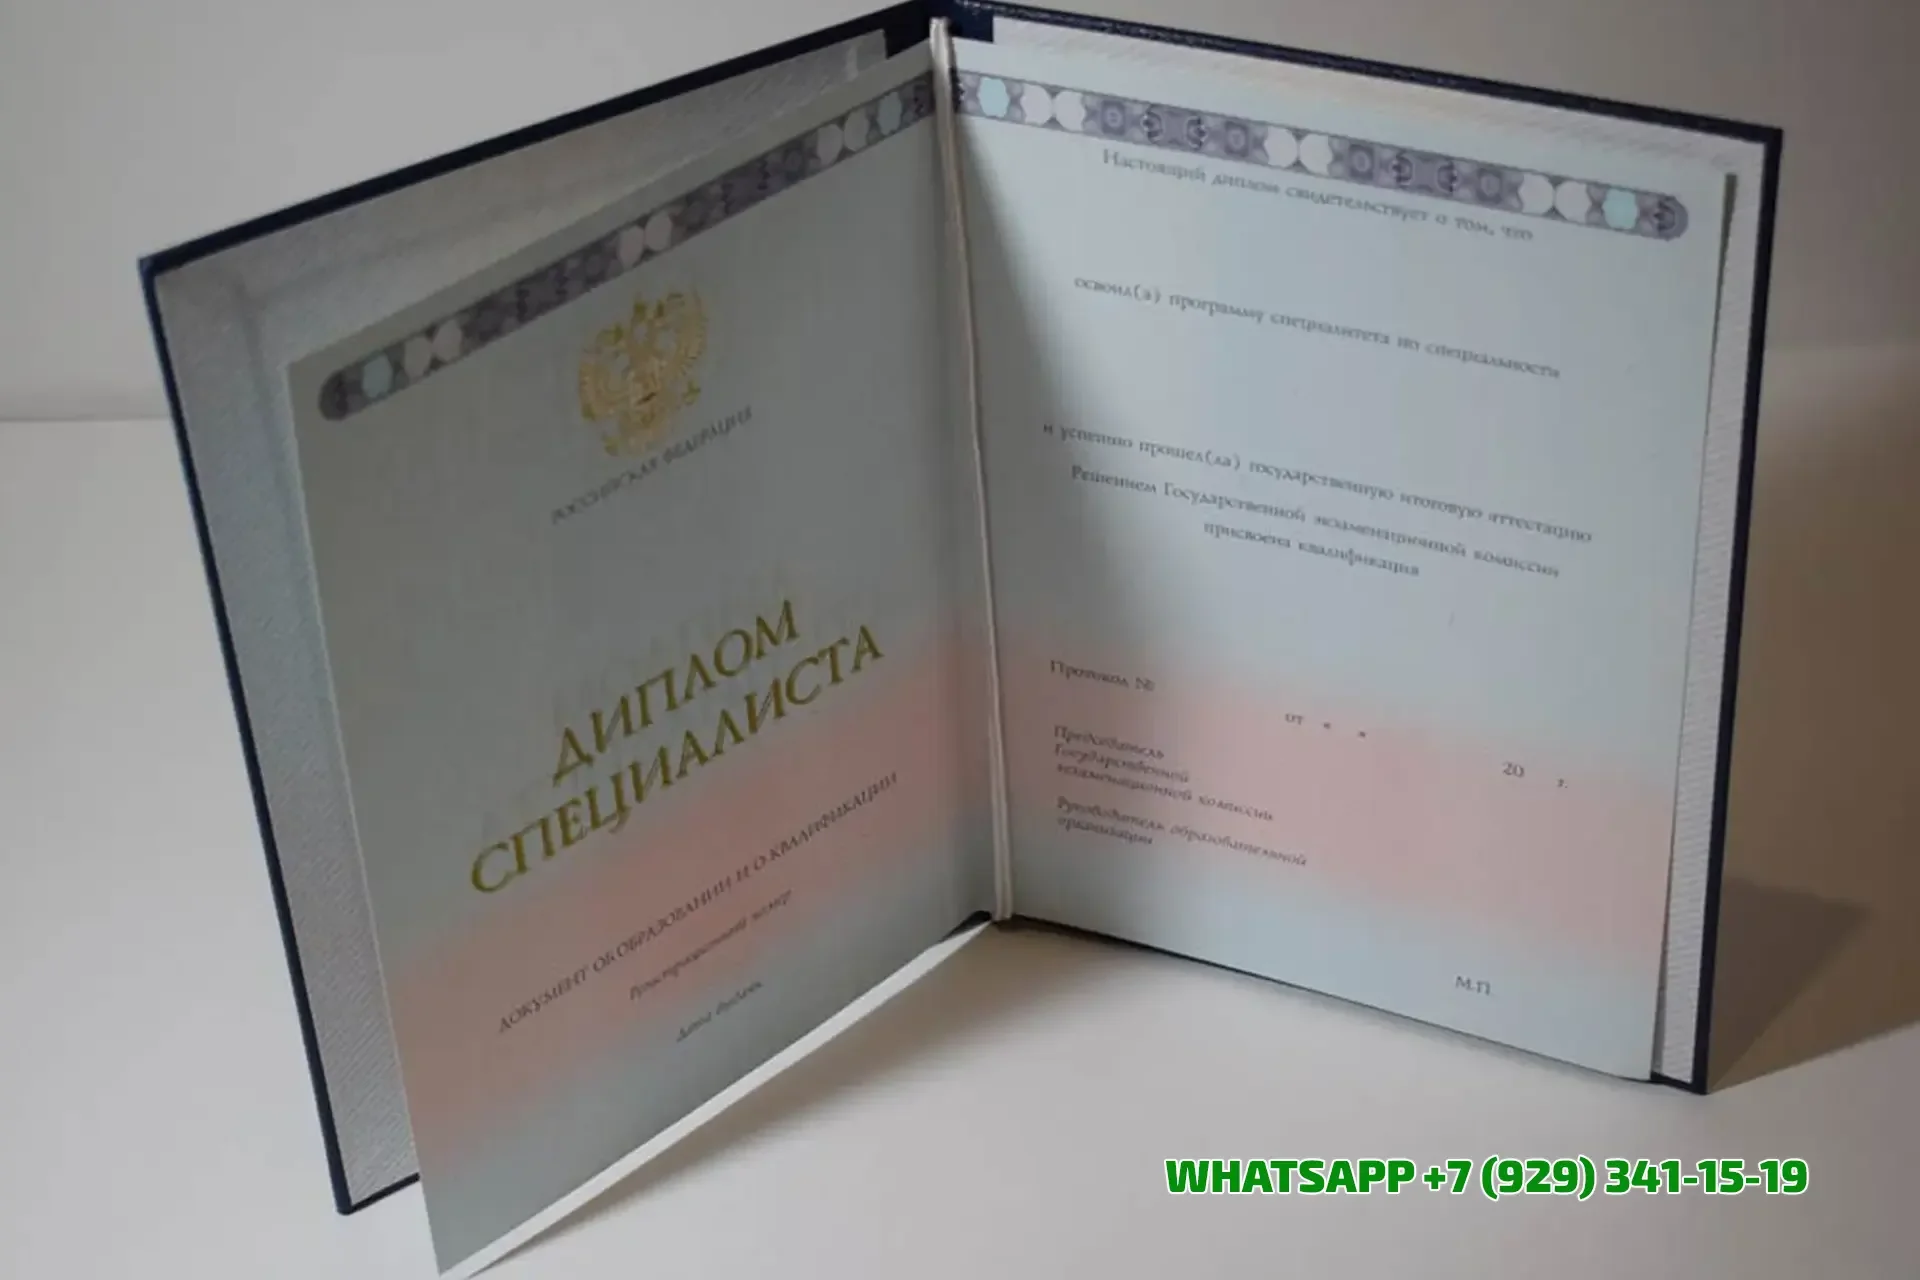 РОССИЙСКАЯ ФЕДЕРАЦИЯ
ДИПЛОМ
СПЕЦИАЛИСТА
ДОКУМЕНТ ОБ ОБРАЗОВАНИИ И О КВАЛИФИКАЦИИ
Регистрационный номер
Дата выдачи
Настоящий диплом свидетельствует о том, что
освоил(а) программу специалитета по специальности
и успешно прошел(ла) государственную итоговую аттестацию
Решением Государственной экзаменационной комиссии
присвоена квалификация
Протокол №
от « »
20 г.
Председатель
Государственной
экзаменационной комиссии
Руководитель образовательной
организации
М.П.
WHATSAPP +7 (929) 341-15-19